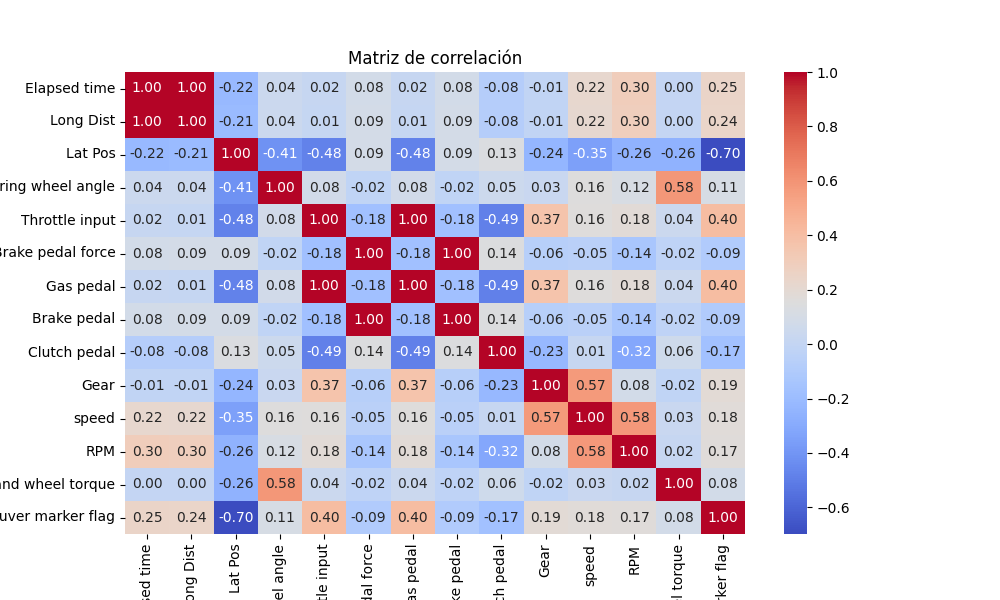 Matriz de correlación
Elapsed time 1.00 1.00 -0.22 0.04 0.02 0.08 0.02 0.08 -0.08 -0.01 0.22 0.30 0.00 0.25
Long Dist 1.00 1.00 -0.21 0.04 0.01 0.09 0.01 0.09 -0.08 -0.01 0.22 0.30 0.00 0.24
Lat Pos -0.22 -0.21 1.00 -0.41 -0.48 0.09 -0.48 0.09 0.13 -0.24 -0.35 -0.26 -0.26 -0.70
ring wheel angle 0.04 0.04 -0.41 1.00 0.08 -0.02 0.08 -0.02 0.05 0.03 0.16 0.12 0.58 0.11
Throttle input 0.02 0.01 -0.48 0.08 1.00 -0.18 1.00 -0.18 -0.49 0.37 0.16 0.18 0.04 0.40
Brake pedal force 0.08 0.09 0.09 -0.02 -0.18 1.00 -0.18 1.00 0.14 -0.06 -0.05 -0.14 -0.02 -0.09
Gas pedal 0.02 0.01 -0.48 0.08 1.00 -0.18 1.00 -0.18 -0.49 0.37 0.16 0.18 0.04 0.40
Brake pedal 0.08 0.09 0.09 -0.02 -0.18 1.00 -0.18 1.00 0.14 -0.06 -0.05 -0.14 -0.02 -0.09
Clutch pedal -0.08 -0.08 0.13 0.05 -0.49 0.14 -0.49 0.14 1.00 -0.23 0.01 -0.32 0.06 -0.17
Gear -0.01 -0.01 -0.24 0.03 0.37 -0.06 0.37 -0.06 -0.23 1.00 0.57 0.08 -0.02 0.19
speed 0.22 0.22 -0.35 0.16 0.16 -0.05 0.16 -0.05 0.01 0.57 1.00 0.58 0.03 0.18
RPM 0.30 0.30 -0.26 0.12 0.18 -0.14 0.18 -0.14 -0.32 0.08 0.58 1.00 0.02 0.17
and wheel torque 0.00 0.00 -0.26 0.58 0.04 -0.02 0.04 -0.02 0.06 -0.02 0.03 0.02 1.00 0.08
uver marker flag 0.25 0.24 -0.70 0.11 0.40 -0.09 0.40 -0.09 -0.17 0.19 0.18 0.17 0.08 1.00
sed time
ong Dist
Lat Pos
el angle
tle input
dal force
as pedal
ke pedal
ch pedal
Gear
speed
RPM
l torque
rker flag
1.0
0.8
0.6
0.4
0.2
0.0
−0.2
−0.4
−0.6